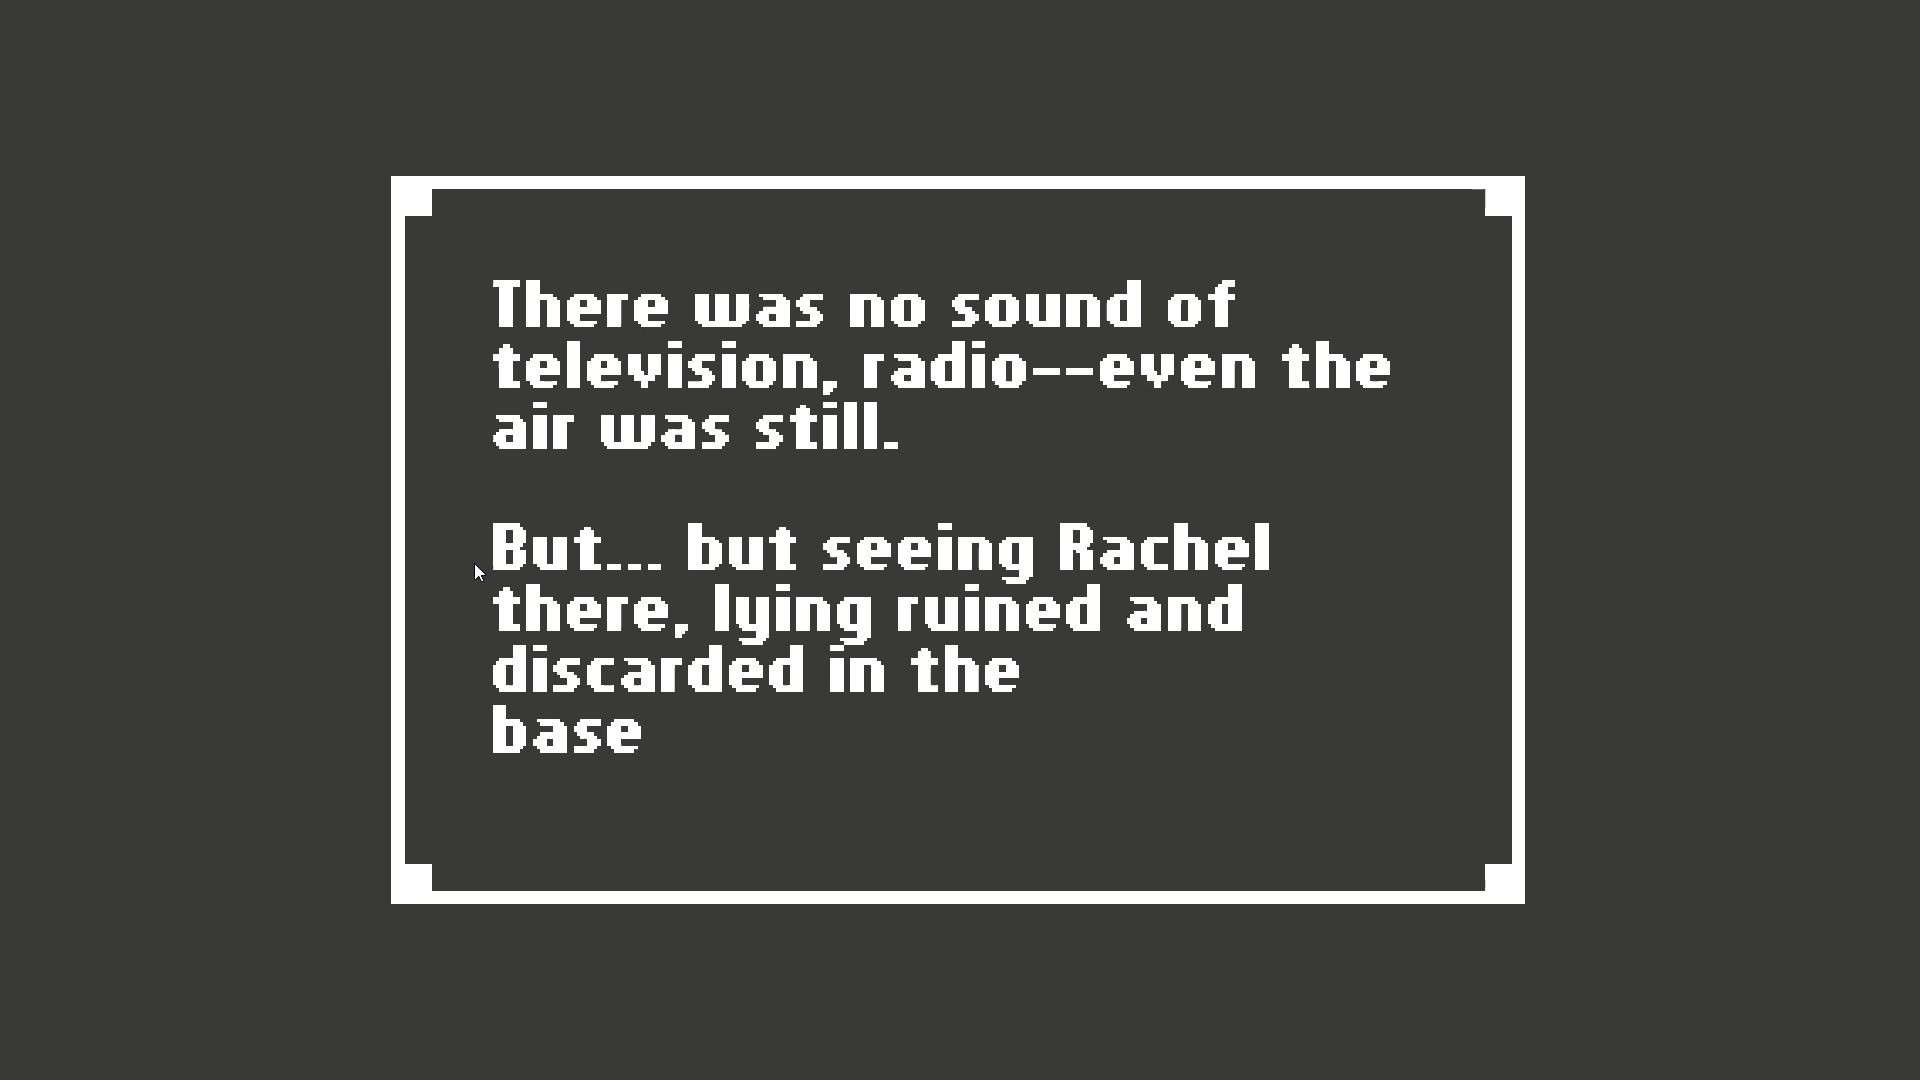 There was no sound of
television, radio--even the
air was still.
But... but seeing Rachel
there, lying ruined and
discarded in the
base